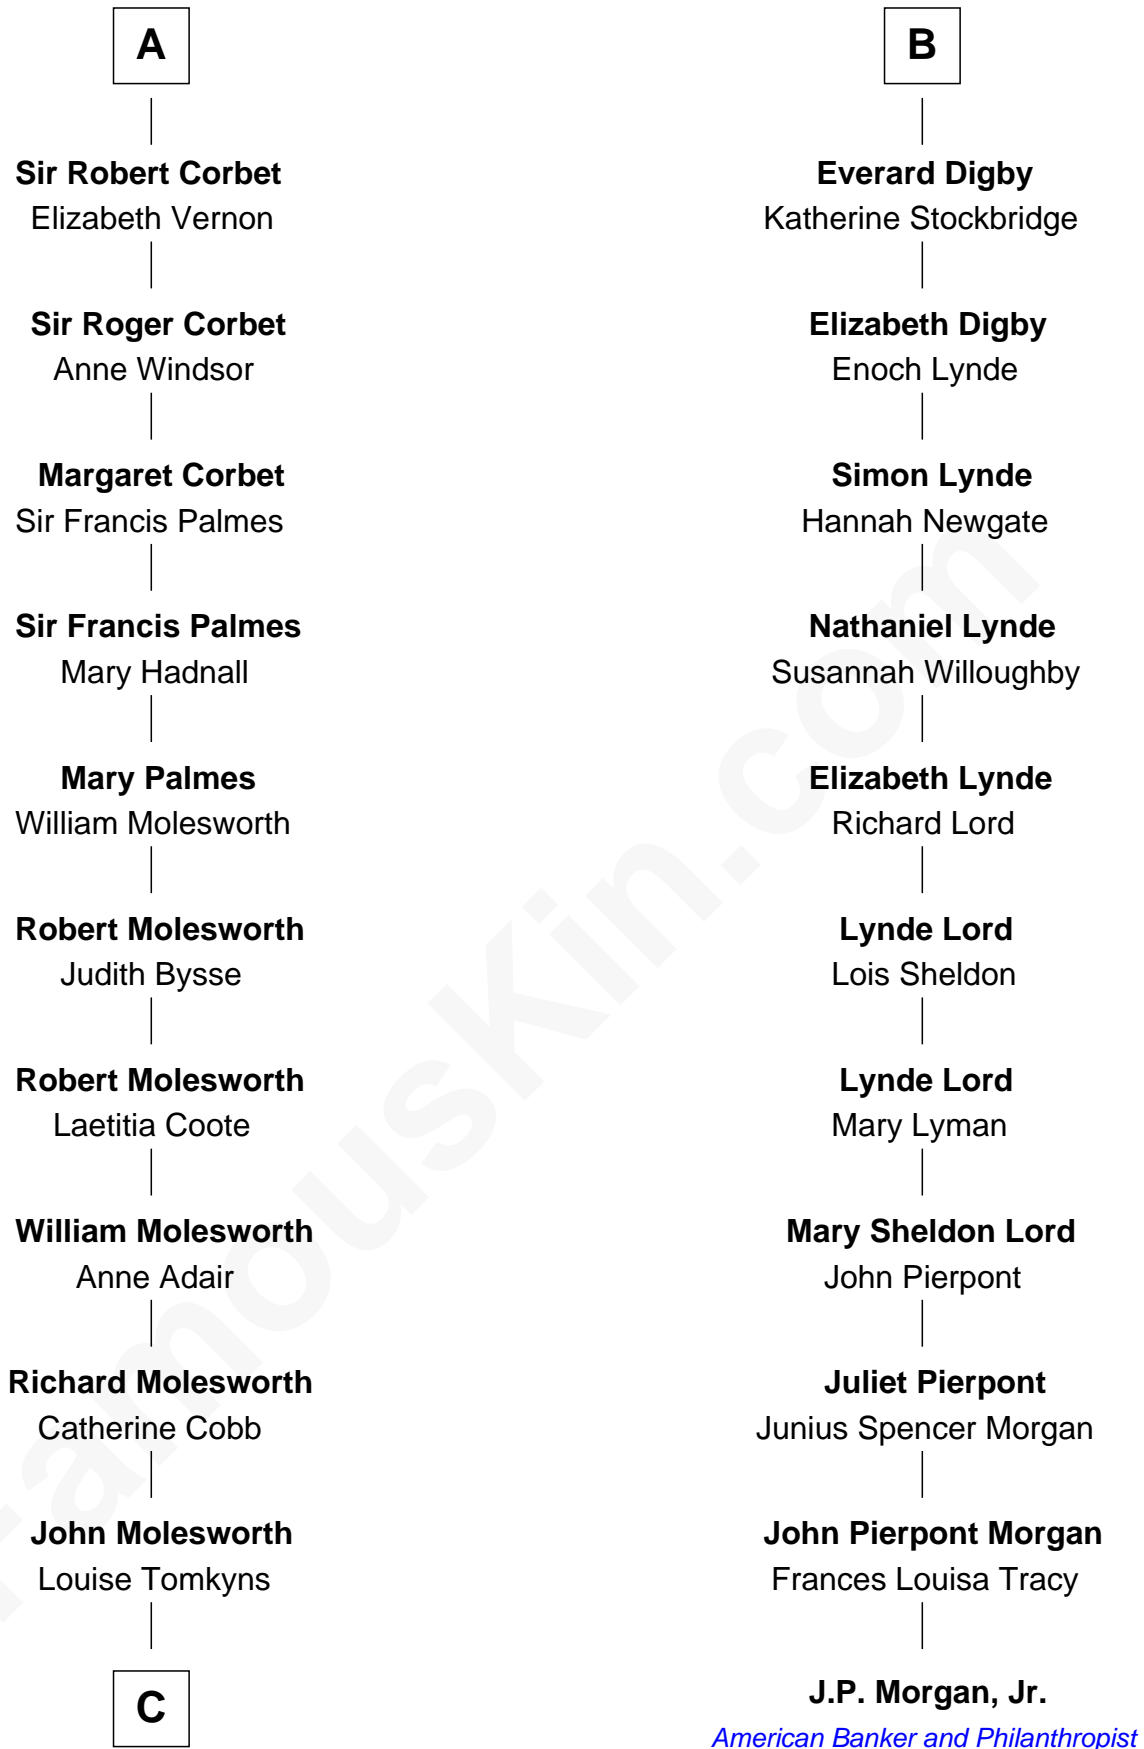 A
Sir Robert Corbet
Elizabeth Vernon
Sir Roger Corbet
Anne Windsor
Margaret Corbet
Sir Francis Palmes
Sir Francis Palmes
Mary Hadnall
Mary Palmes
William Molesworth
Robert Molesworth
Judith Bysse
Robert Molesworth
Laetitia Coote
William Molesworth
Anne Adair
Richard Molesworth
Catherine Cobb
John Molesworth
Louise Tomkyns
C
B
Everard Digby
Katherine Stockbridge
Elizabeth Digby
Enoch Lynde
Simon Lynde
Hannah Newgate
Nathaniel Lynde
Susannah Willoughby
Elizabeth Lynde
Richard Lord
Lynde Lord
Lois Sheldon
Lynde Lord
Mary Lyman
Mary Sheldon Lord
John Pierpont
Juliet Pierpont
Junius Spencer Morgan
John Pierpont Morgan
Frances Louisa Tracy
J.P. Morgan, Jr.
American Banker and Philanthropist
FamousKin.com